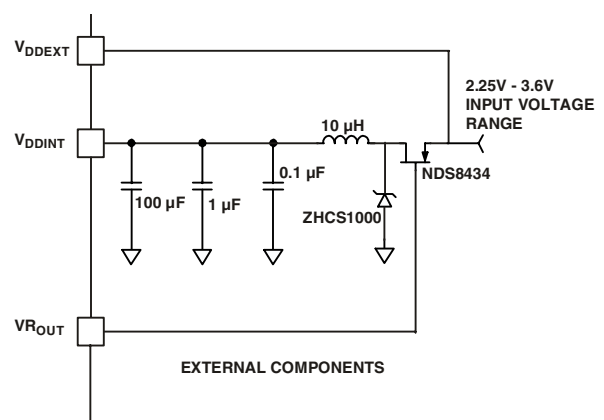 VDDEXT
2.25V - 3.6V
INPUT VOLTAGE
RANGE
VDDINT
10 µH
NDS8434
0.1 µF
100 µF
1 µF
ZHCS1000
VROUT
EXTERNAL COMPONENTS